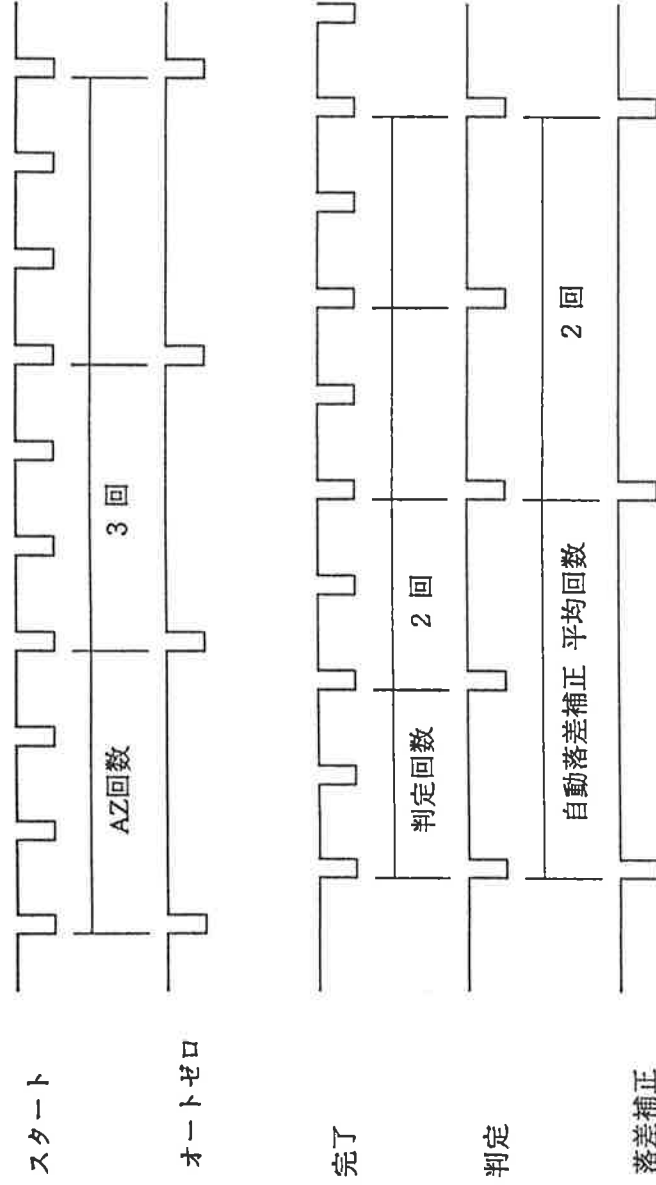 スタート
AZ回数
3 回
オートゼロ
完了
判定回数
2 回
判定
自動落差補正 平均回数
2 回
落差補正